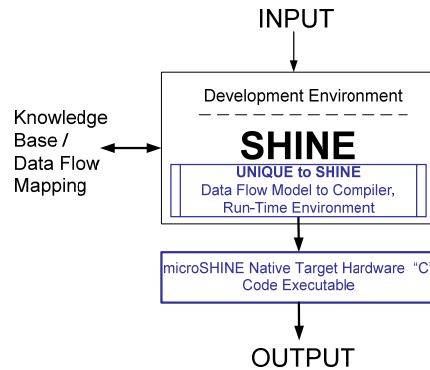 INPUT
Development Environment
Knowledge
Base /
Data Flow
Mapping
SHINE
UNIQUE to SHINE
Data Flow Model to Compiler,
Run-Time Environment
microSHINE Native Target Hardware "C"
Code Executable
OUTPUT